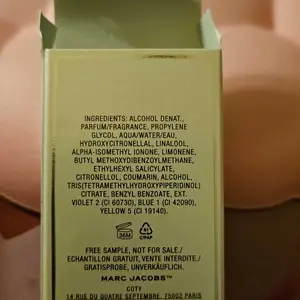 INGREDIENTS: ALCOHOL DENAT.,
PARFUM/FRAGRANCE, PROPYLENE
GLYCOL, AQUA/WATER/EAU,
HYDROXYCITRONELLAL, LINALOOL,
ALPHA-ISOMETHYL IONONE, LIMONENE,
BUTYL METHOXYDIBENZOYLMETHANE,
ETHYLHEXYL SALICYLATE,
CITRONELLOL, COUMARIN, ALCOHOL,
TRIS(TETRAMETHYLHYDROXYPIPERIDINOL)
CITRATE, BENZYL BENZOATE, EXT.
VIOLET 2 (CI 60730), BLUE 1 (CI 42090),
YELLOW 5 (CI 19140).
C/PAP
FREE SAMPLE, NOT FOR SALE./
ECHANTILLON GRATUIT, VENTE INTERDITE./
GRATISPROBE, UNVERKÄUFLICH.
MARC JACOBS™
COTY
14 RUE DU QUATRE SEPTEMBRE, 75002 PARIS